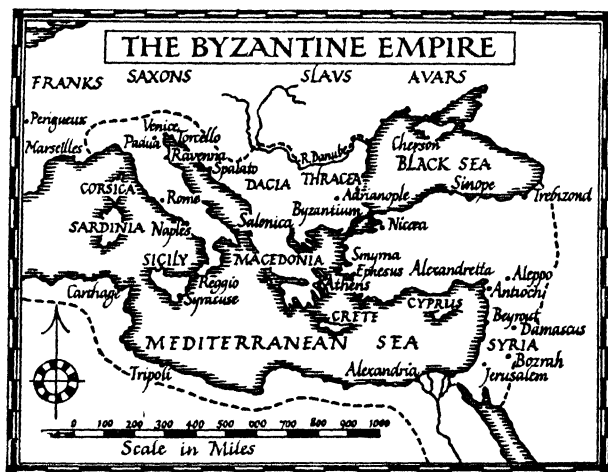 THE BYZANTINE EMPIRE
FRANKS SAXONS SLAVS AVARS
Perigueux
Marseilles
Venice
Padua
Torcello
Ravenna
Spalato
R. Danube
Cherson
BLACK SEA
CORSICA
DACIA
THRACEA
Sinope
Trebizond
Rome
Adrianople
Byzantium
Nicæa
SARDINIA
Naples
Salonica
SICILY
MACEDONIA
Smyrna
Ephesus
Alexandretta
Aleppo
Antioch
Carthage
Reggio
Syracuse
Athens
CRETE
CYPRUS
Beyrout
Damascus
MEDITERRANEAN SEA
SYRIA
Bozrah
Jerusalem
Tripoli
Alexandria
0 100 200 300 400 500 600 700 800 900 1000
Scale in Miles